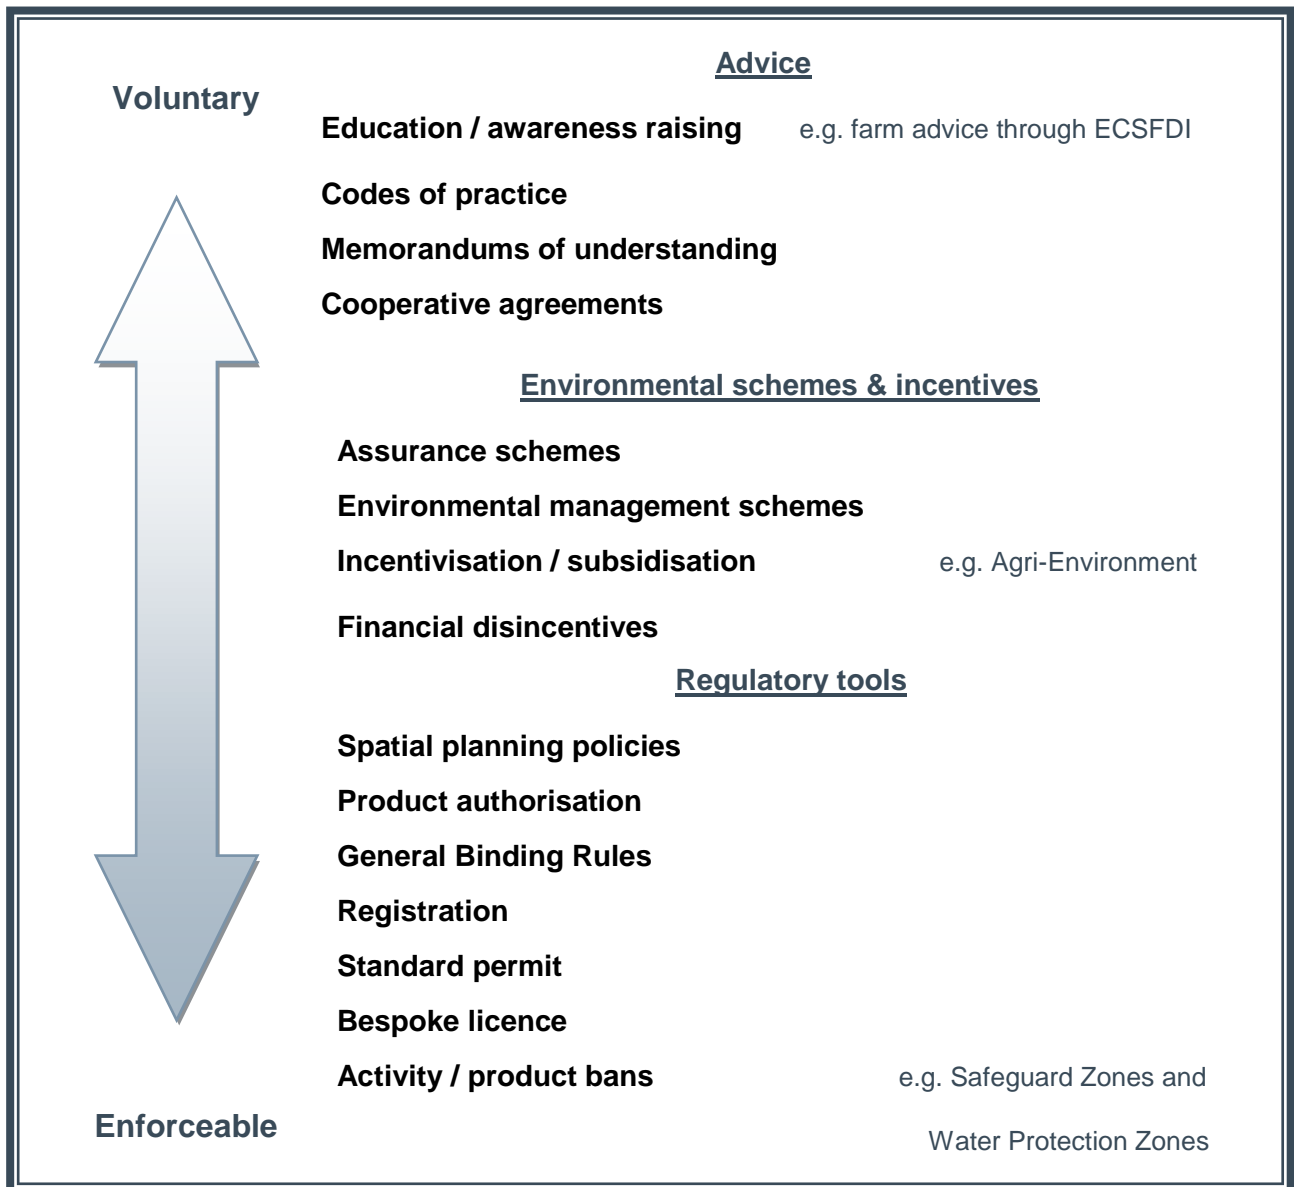 Advice
Voluntary
Education / awareness raising e.g. farm advice through ECSFDI
Codes of practice
Memorandums of understanding
Cooperative agreements
Environmental schemes & incentives
Assurance schemes
Environmental management schemes
Incentivisation / subsidisation e.g. Agri-Environment
Financial disincentives
Regulatory tools
Spatial planning policies
Product authorisation
General Binding Rules
Registration
Standard permit
Bespoke licence
Activity / product bans e.g. Safeguard Zones and
Enforceable
Water Protection Zones